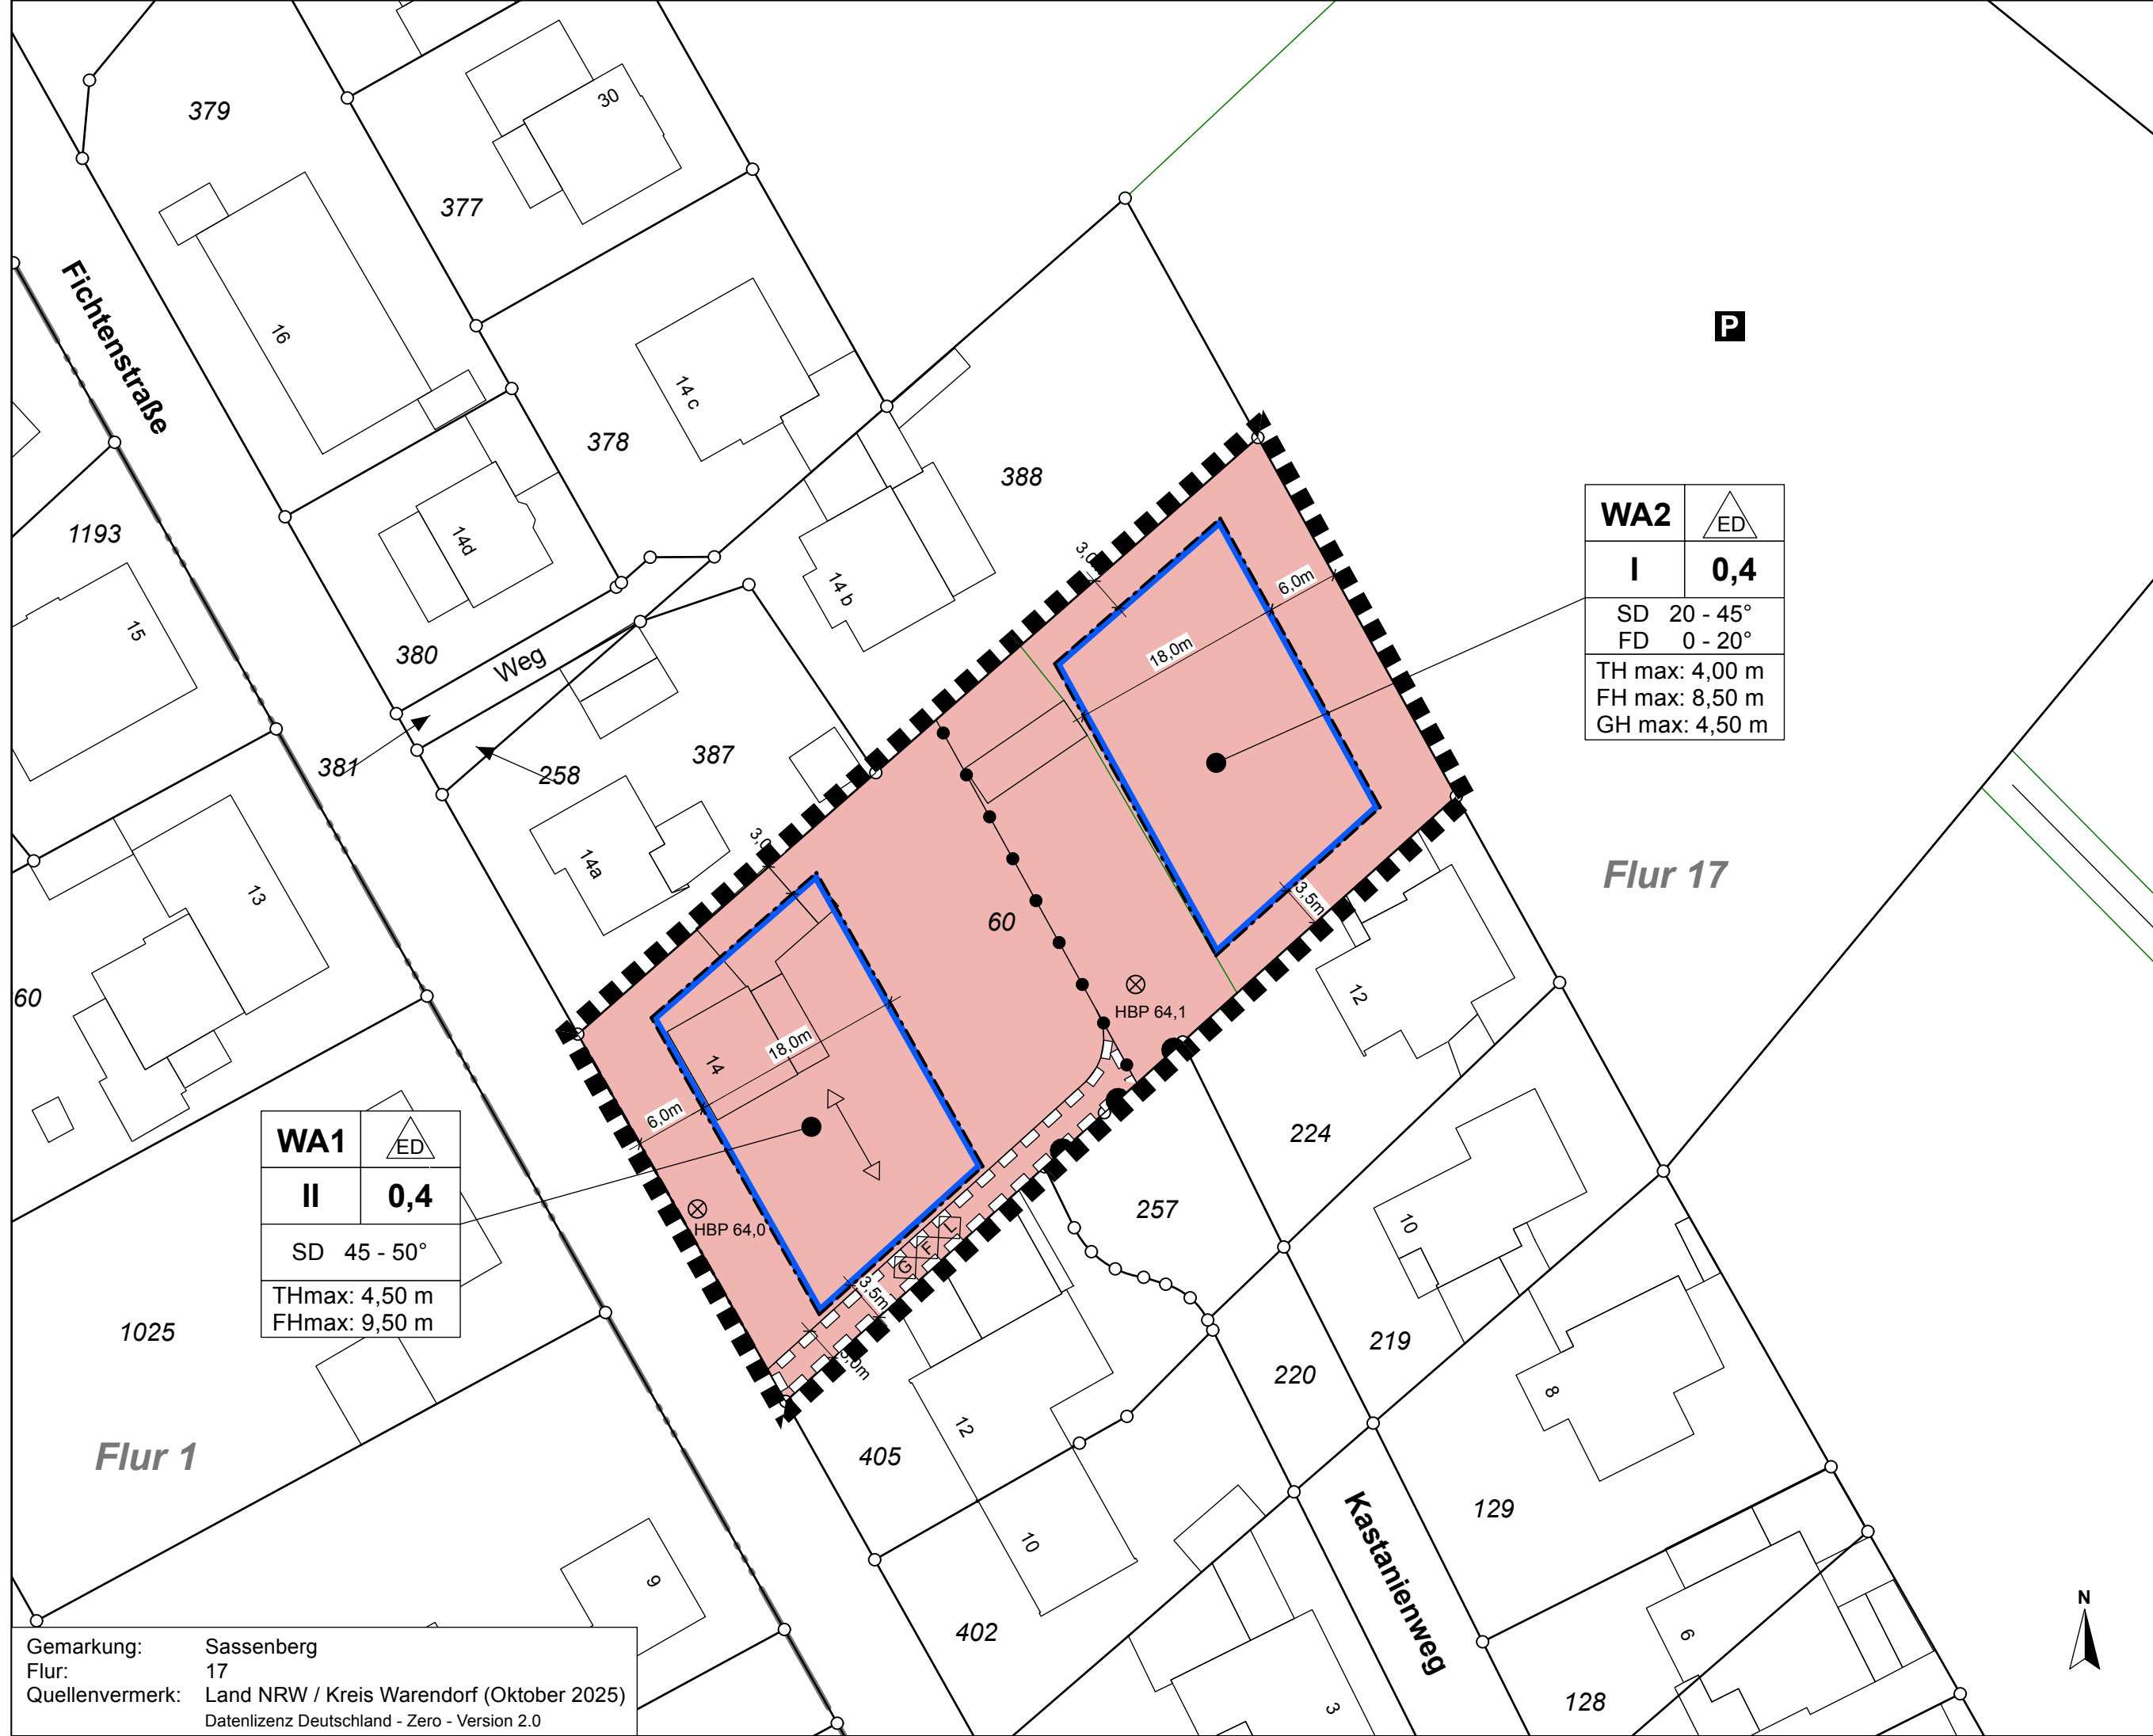 379
30
377
Fichtenstraße
16
P
14 c
378
388
WA2
ED
I
0,4
SD 20 - 45°
FD 0 - 20°
TH max: 4,00 m
FH max: 8,50 m
GH max: 4,50 m
1193
14d
14 b
6,0m
18,0m
15
380
Weg
381
258
387
14a
13
Flur 17
3,5m
60
60
12
HBP 64,1
14
18,0m
6,0m
WA1
ED
II
0,4
SD 45 - 50°
THmax: 4,50 m
FHmax: 9,50 m
HBP 64,0
G
F
L
3,5m
224
257
10
1025
219
220
8
12
405
Flur 1
129
Kastanienweg
10
9
402
6
3
128
N
Gemarkung: Sassenberg
Flur: 17
Quellenvermerk: Land NRW / Kreis Warendorf (Oktober 2025)
Datenlizenz Deutschland - Zero - Version 2.0